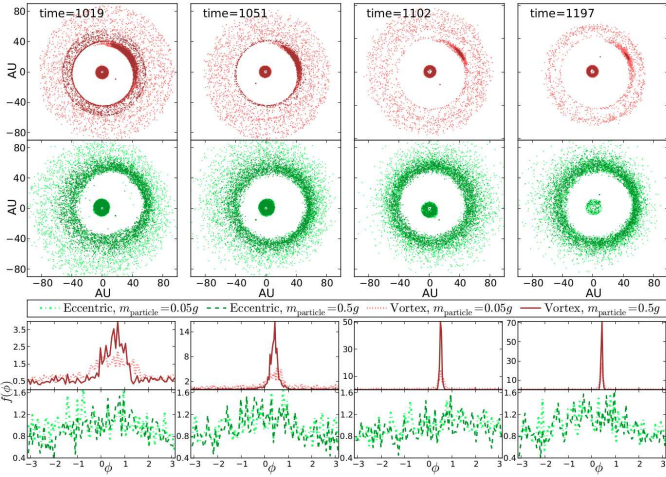 time=1019 time=1051 time=1102 time=1197
80
40
AU
0
−40
−80
80
40
AU
0
−40
−80
−80 −40 0 40 80 −80 −40 0 40 80 −80 −40 0 40 80 −80 −40 0 40 80
AU AU AU AU
Eccentric, m_particle=0.05g Eccentric, m_particle=0.5g Vortex, m_particle=0.05g Vortex, m_particle=0.5g
3.5 14 50 70
2.5 50
1.5 8 30 30
0.5 2 10 10
f(ϕ)
1.6 1.6 1.6 1.6
1.2 1.2 1.2 1.2
0.8 0.8 0.8 0.8
0.4 0.4 0.4 0.4
−3 −2 −1 0 1 2 3 −3 −2 −1 0 1 2 3 −3 −2 −1 0 1 2 3 −3 −2 −1 0 1 2 3
ϕ ϕ ϕ ϕ